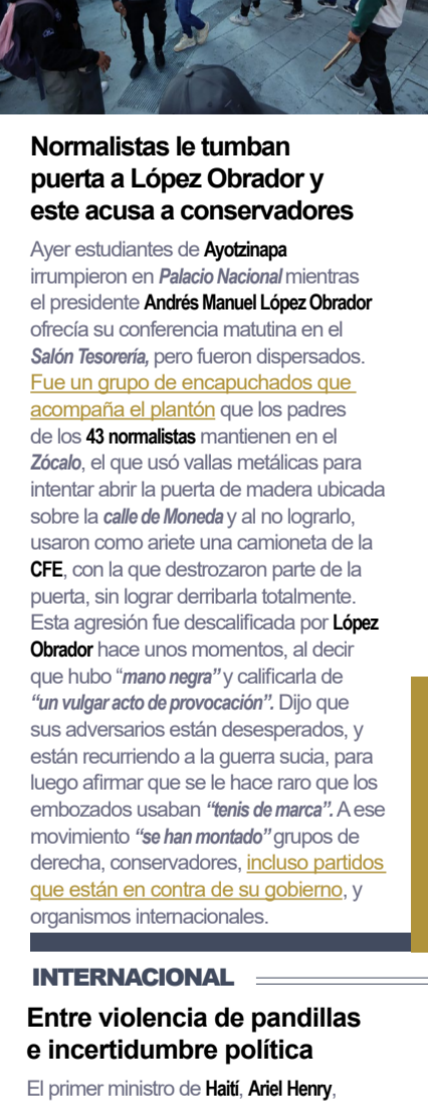 Normalistas le tumban
puerta a López Obrador y
este acusa a conservadores
Ayer estudiantes de Ayotzinapa
irrumpieron en Palacio Nacional mientras
el presidente Andrés Manuel López Obrador
ofrecía su conferencia matutina en el
Salón Tesorería, pero fueron dispersados.
Fue un grupo de encapuchados que
acompaña el plantón que los padres
de los 43 normalistas mantienen en el
Zócalo, el que usó vallas metálicas para
intentar abrir la puerta de madera ubicada
sobre la calle de Moneda y al no lograrlo,
usaron como ariete una camioneta de la
CFE, con la que destrozaron parte de la
puerta, sin lograr derribarla totalmente.
Esta agresión fue descalificada por López
Obrador hace unos momentos, al decir
que hubo “mano negra” y calificarla de
“un vulgar acto de provocación”. Dijo que
sus adversarios están desesperados, y
están recurriendo a la guerra sucia, para
luego afirmar que se le hace raro que los
embozados usaban “tenis de marca”. A ese
movimiento “se han montado” grupos de
derecha, conservadores, incluso partidos
que están en contra de su gobierno, y
organismos internacionales.
INTERNACIONAL
Entre violencia de pandillas
e incertidumbre política
El primer ministro de Haití, Ariel Henry,